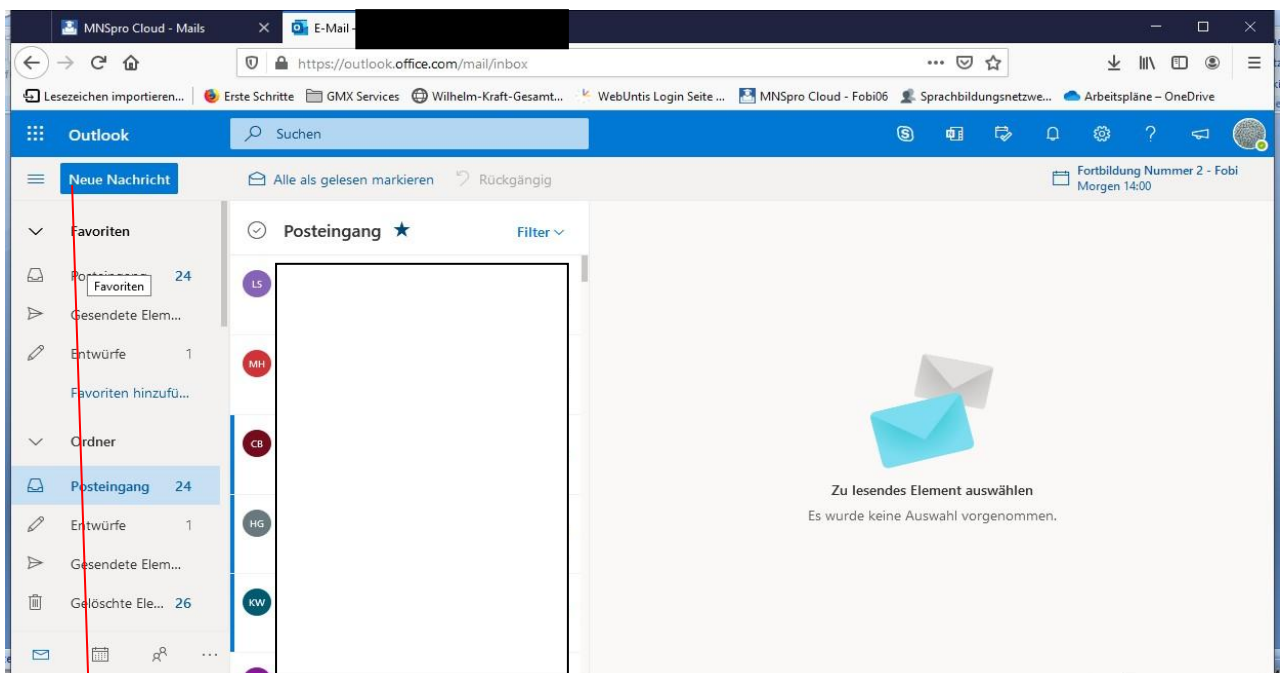 MNSpro Cloud - Mails
E-Mail -
https://outlook.office.com/mail/inbox
Lesezeichen importieren... Erste Schritte GMX Services Wilhelm-Kraft-Gesamt... WebUntis Login Seite ... MNSpro Cloud - Fobi06 Sprachbildungsnetzwe... Arbeitspläne – OneDrive
Outlook
Suchen
Neue Nachricht
Alle als gelesen markieren
Rückgängig
Fortbildung Nummer 2 - Fobi
Morgen 14:00
Favoriten
Posteingang 24
Favoriten
Gesendete Elem...
Entwürfe 1
Favoriten hinzufü...
Ordner
Posteingang 24
Entwürfe 1
Gesendete Elem...
Gelöschte Ele... 26
Posteingang
Filter
LS
MH
CB
HG
KW
Zu lesendes Element auswählen
Es wurde keine Auswahl vorgenommen.